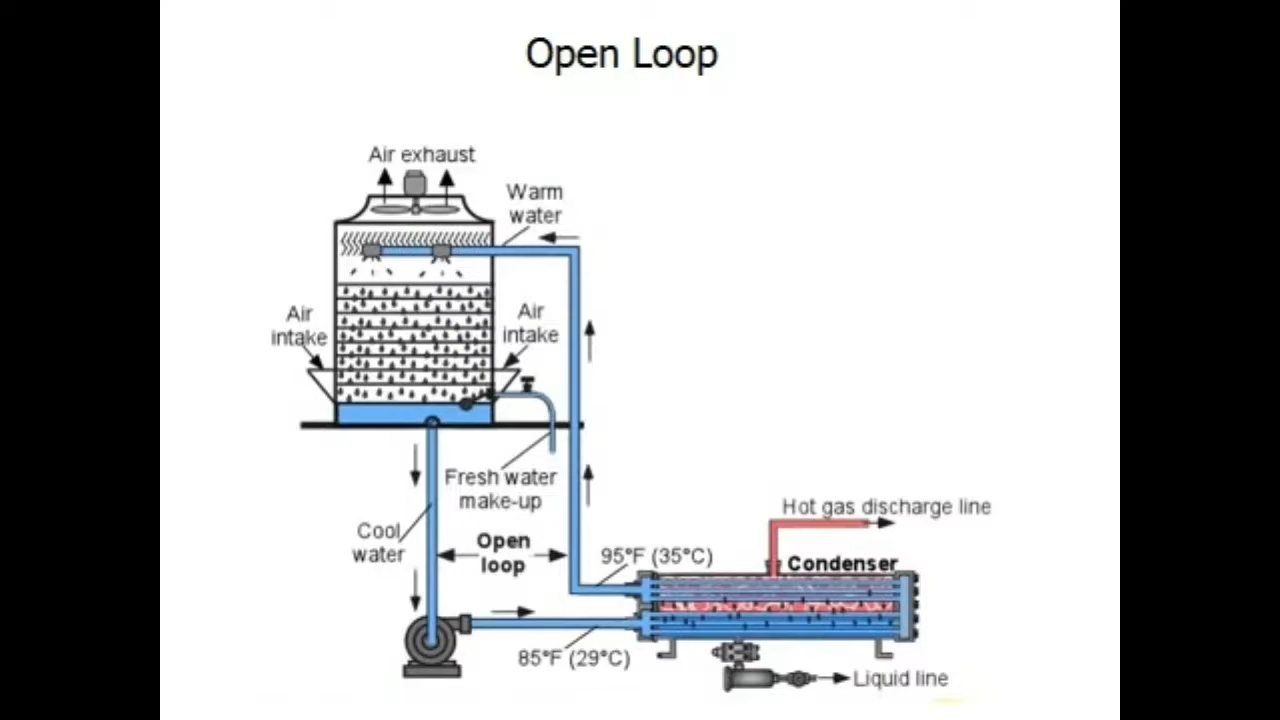 Open Loop
Air exhaust
Warm
water
Air
intake
Air
intake
Fresh water
make-up
Cool
water
Open
loop
95°F (35°C)
85°F (29°C)
Hot gas discharge line
Condenser
Liquid line